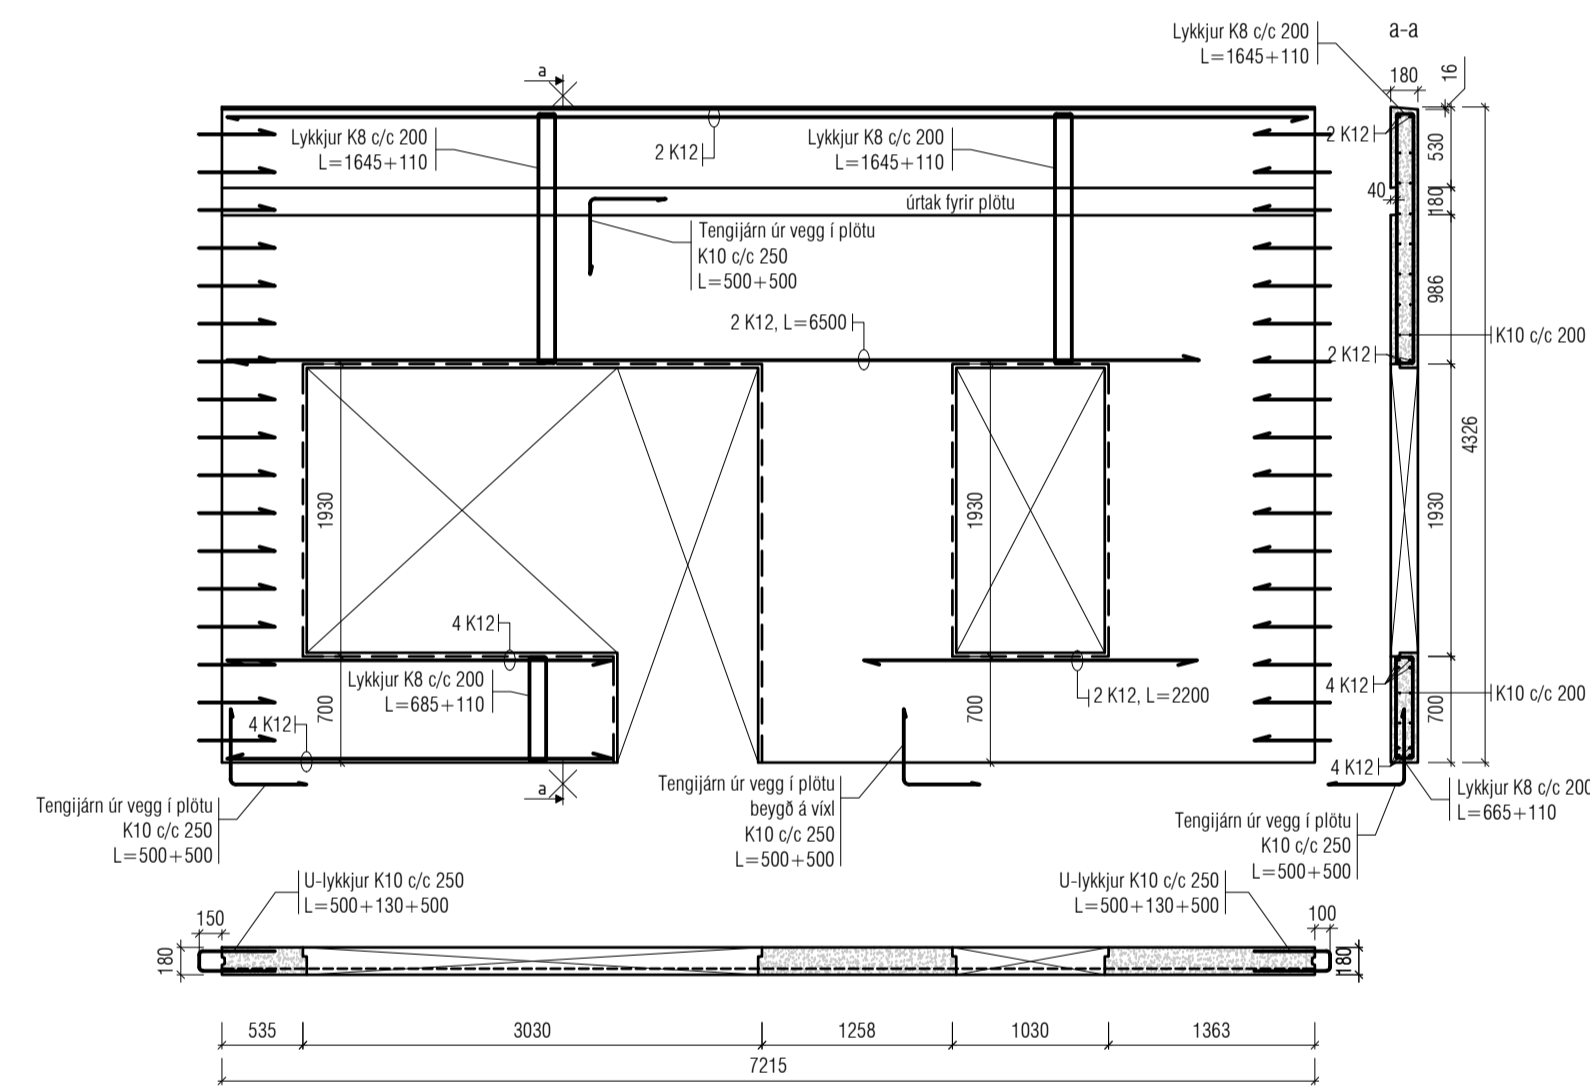 Lykkjur K8 c/c 200
L=1645+110
a-a
180
16
a
Lykkjur K8 c/c 200
L=1645+110
2 K12
Lykkjur K8 c/c 200
L=1645+110
2 K12
530
40
180
úrtak fyrir plötu
Tengijárn úr vegg í plötu
K10 c/c 250
L=500+500
986
2 K12, L=6500
K10 c/c 200
2 K12
4326
1930
1930
1930
4 K12
Lykkjur K8 c/c 200
L=685+110
700
4 K12
2 K12, L=2200
700
4 K12
K10 c/c 200
700
a
4 K12
Lykkjur K8 c/c 200
L=665+110
Tengijárn úr vegg í plötu
K10 c/c 250
L=500+500
Tengijárn úr vegg í plötu
beygð á víxl
K10 c/c 250
L=500+500
Tengijárn úr vegg í plötu
K10 c/c 250
L=500+500
U-lykkjur K10 c/c 250
L=500+130+500
U-lykkjur K10 c/c 250
L=500+130+500
150
100
180
180
535
3030
1258
1030
1363
7215